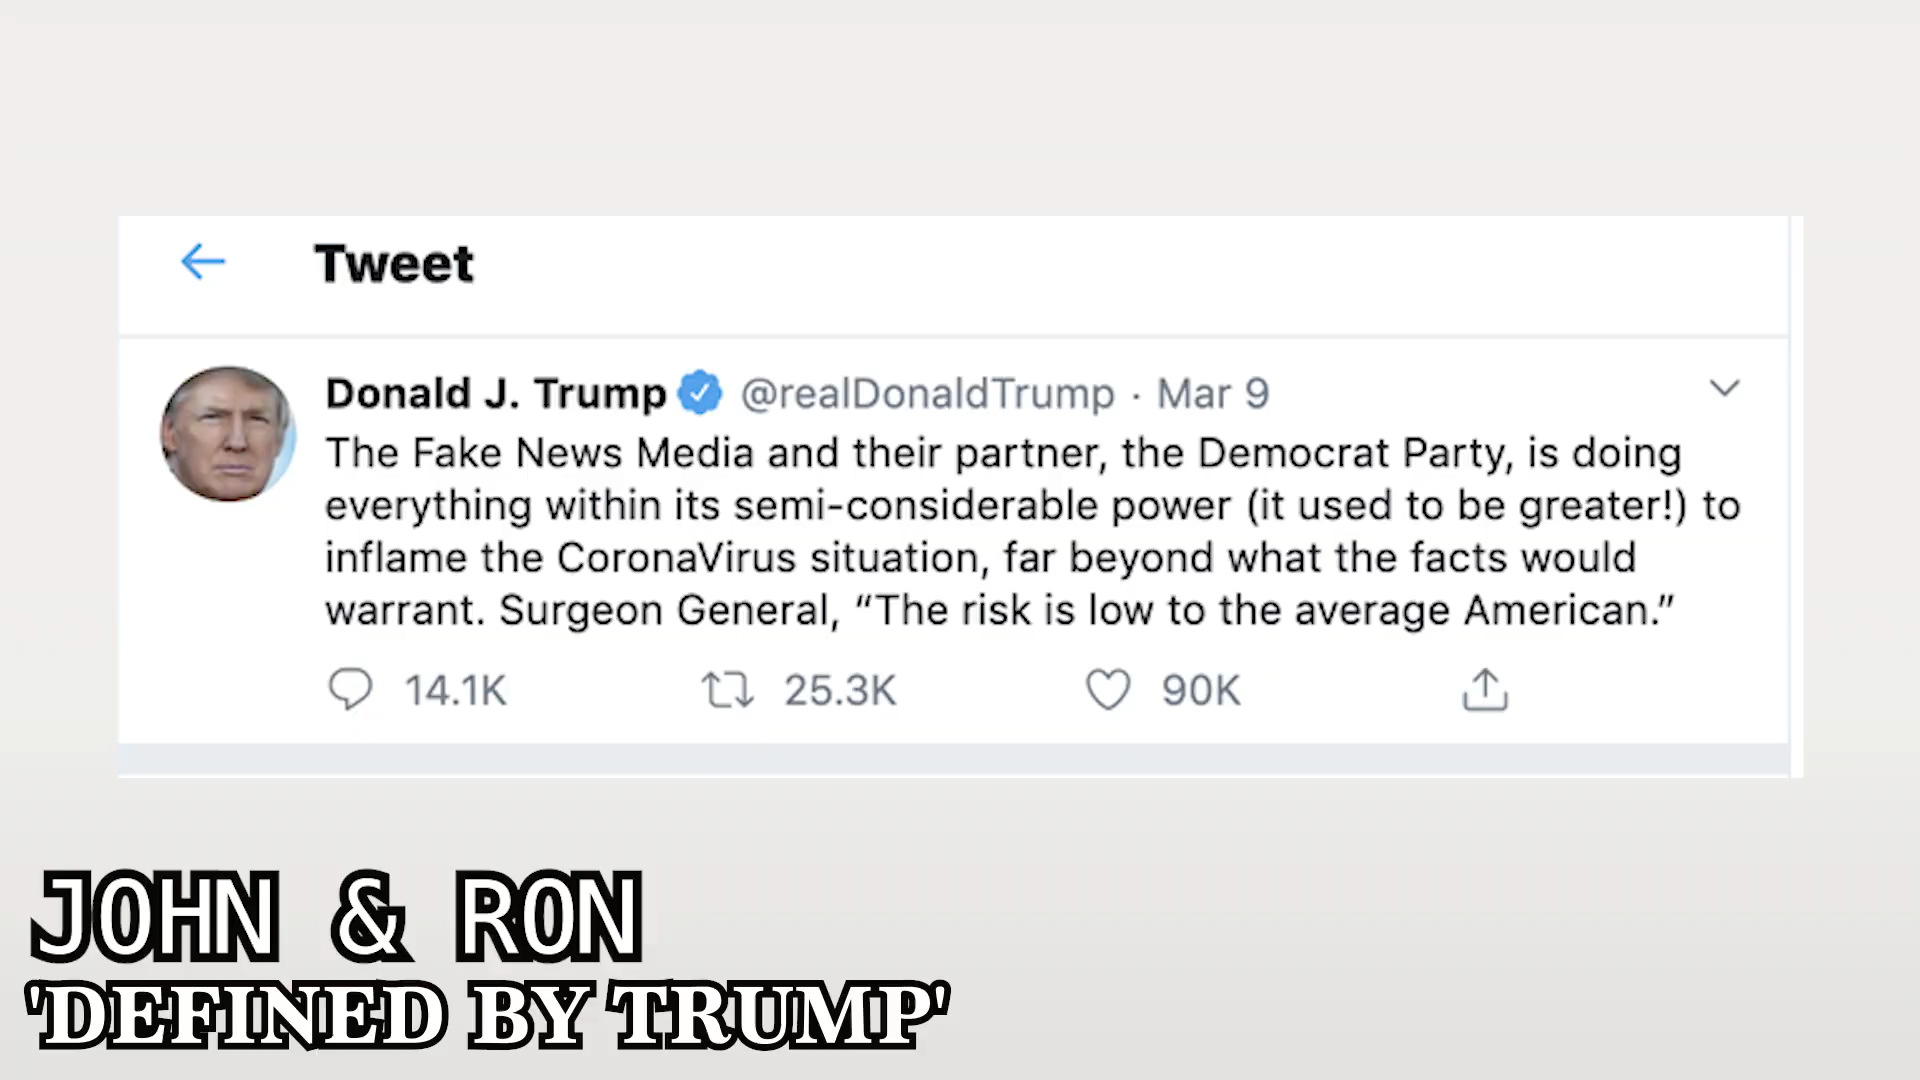 Tweet
Donald J. Trump @realDonaldTrump · Mar 9
The Fake News Media and their partner, the Democrat Party, is doing
everything within its semi-considerable power (it used to be greater!) to
inflame the CoronaVirus situation, far beyond what the facts would
warrant. Surgeon General, “The risk is low to the average American.”
14.1K 25.3K 90K
JOHN & RON
'DEFINED BY TRUMP'